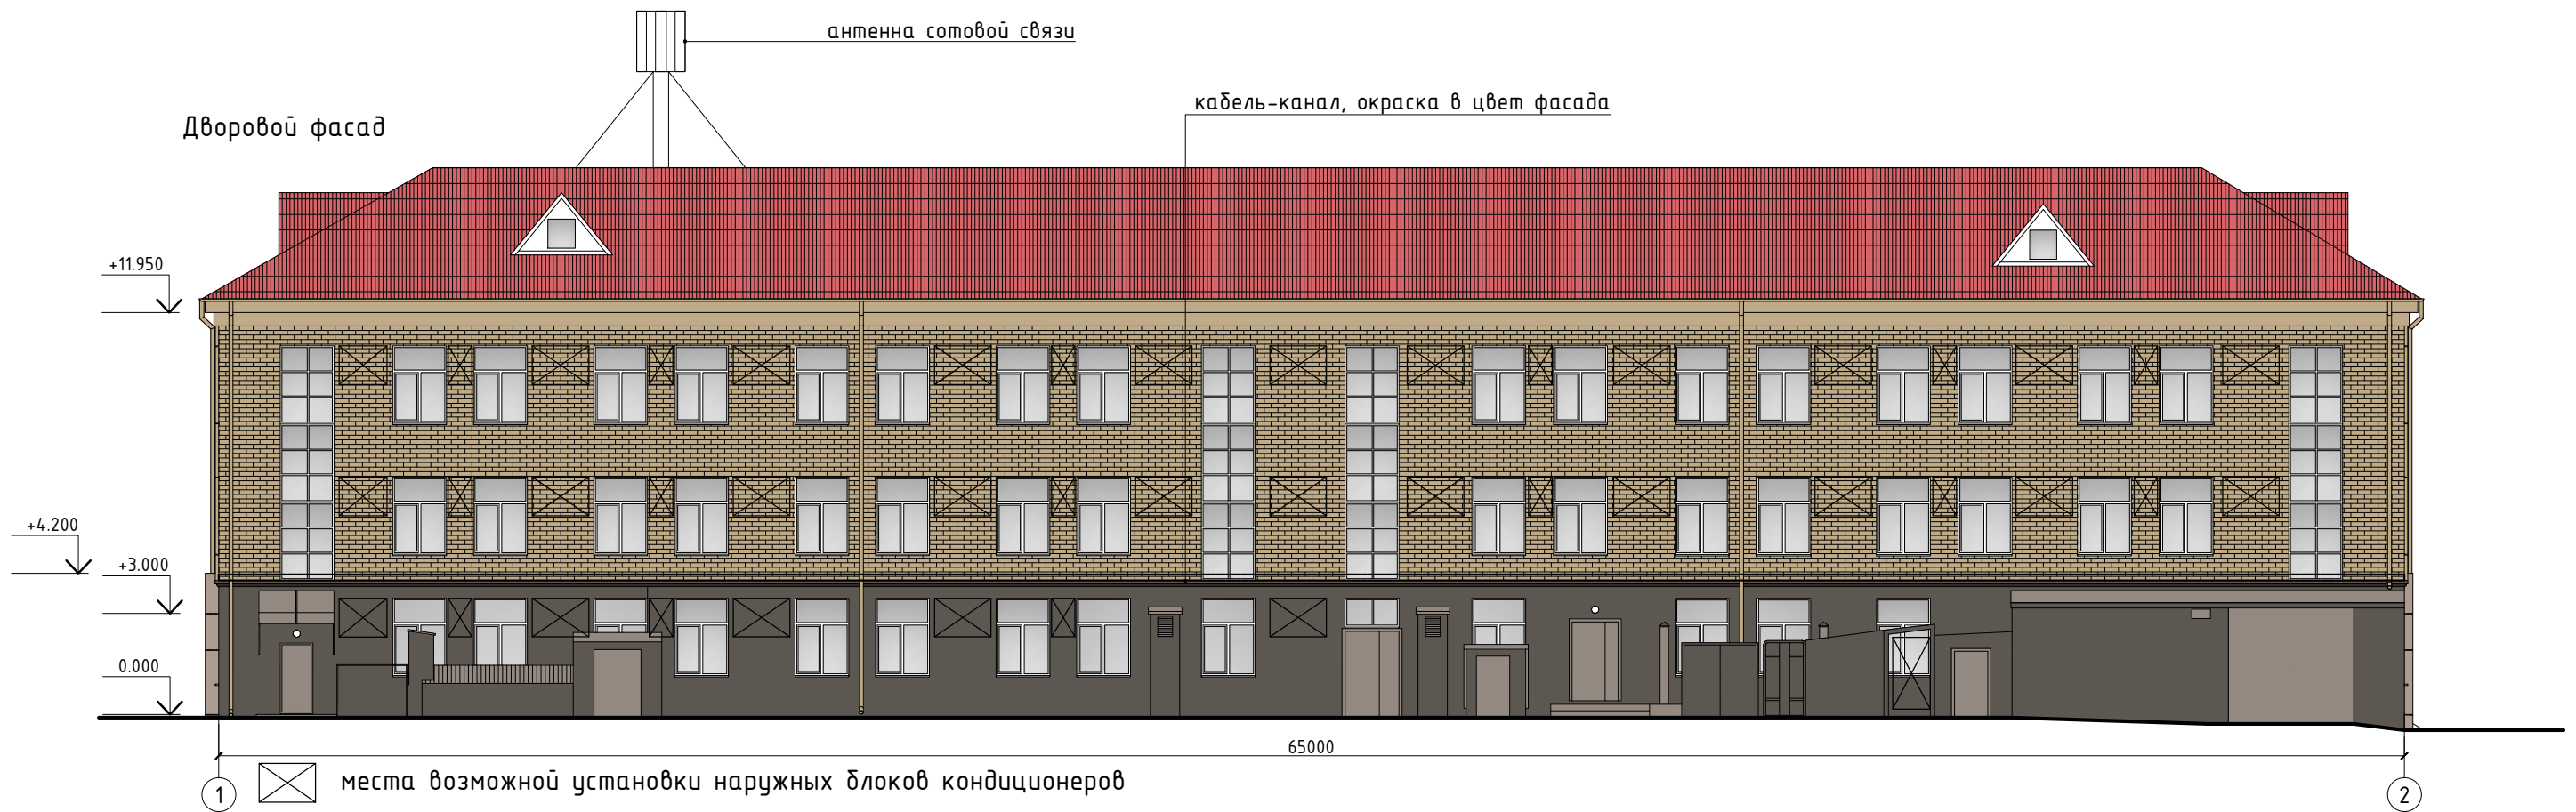 антенна сотовой связи
кабель-канал, окраска в цвет фасада
Дворовой фасад
+11.950
+4.200
+3.000
0.000
65000
1
места возможной установки наружных блоков кондиционеров
2